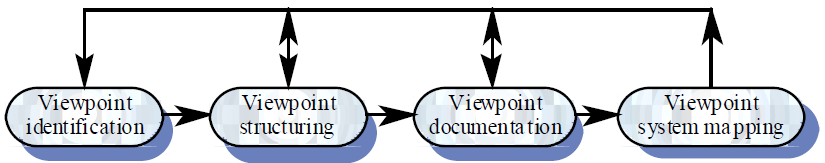 Viewpoint
identification
Viewpoint
structuring
Viewpoint
documentation
Viewpoint
system mapping